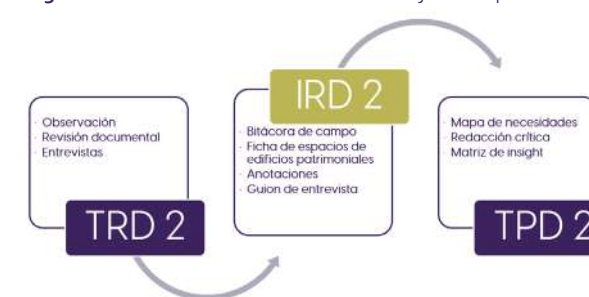 · Observación
· Revisión documental
· Entrevistas
TRD 2
IRD 2
· Bitácora de campo
· Ficha de espacios de
edificios patrimoniales
· Anotaciones
· Guion de entrevista
· Mapa de necesidades
· Redacción crítica
· Matriz de insight
TPD 2